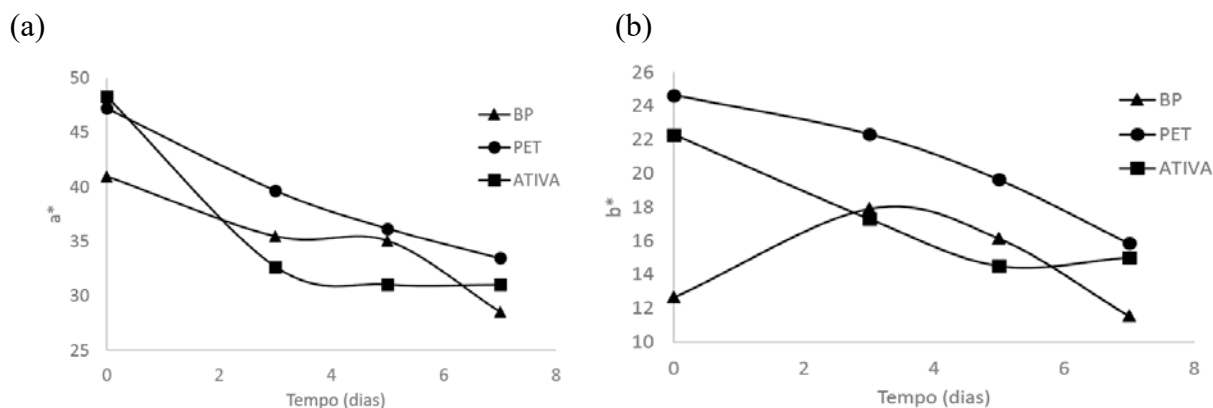 (a)
50
45
40
35
30
25
a*
0 2 4 6 8
Tempo (dias)
BP
PET
ATIVA
(b)
26
24
22
20
18
16
14
12
10
b*
0 2 4 6 8
Tempo (dias)
BP
PET
ATIVA